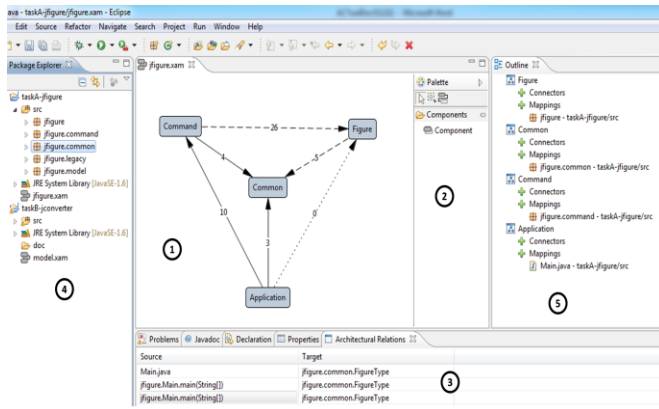 ava - taskA-jfigure/jfigure.xam - Eclipse
Edit Source Refactor Navigate Search Project Run Window Help
Package Explorer
taskA-jfigure
src
jfigure
jfigure.command
jfigure.common
jfigure.legacy
jfigure.model
JRE System Library [JavaSE-1.6]
jfigure.xam
taskB-jconverter
src
JRE System Library [JavaSE-1.6]
doc
model.xam
4
jfigure.xam
Command
26
Figure
4
5
Common
10
3
0
1
Application
Palette
Components
Component
2
Outline
Figure
Connectors
Mappings
jfigure - taskA-jfigure/src
Common
Connectors
Mappings
jfigure.common - taskA-jfigure/src
Command
Connectors
Mappings
jfigure.command - taskA-jfigure/src
Application
Connectors
Mappings
Main.java - taskA-jfigure/src
5
Problems Javadoc Declaration Properties Architectural Relations
Source Target
Main.java jfigure.common.FigureType
jfigure.Main.main(String[]) jfigure.common.FigureType
jfigure.Main.main(String[]) jfigure.common.FigureType
3